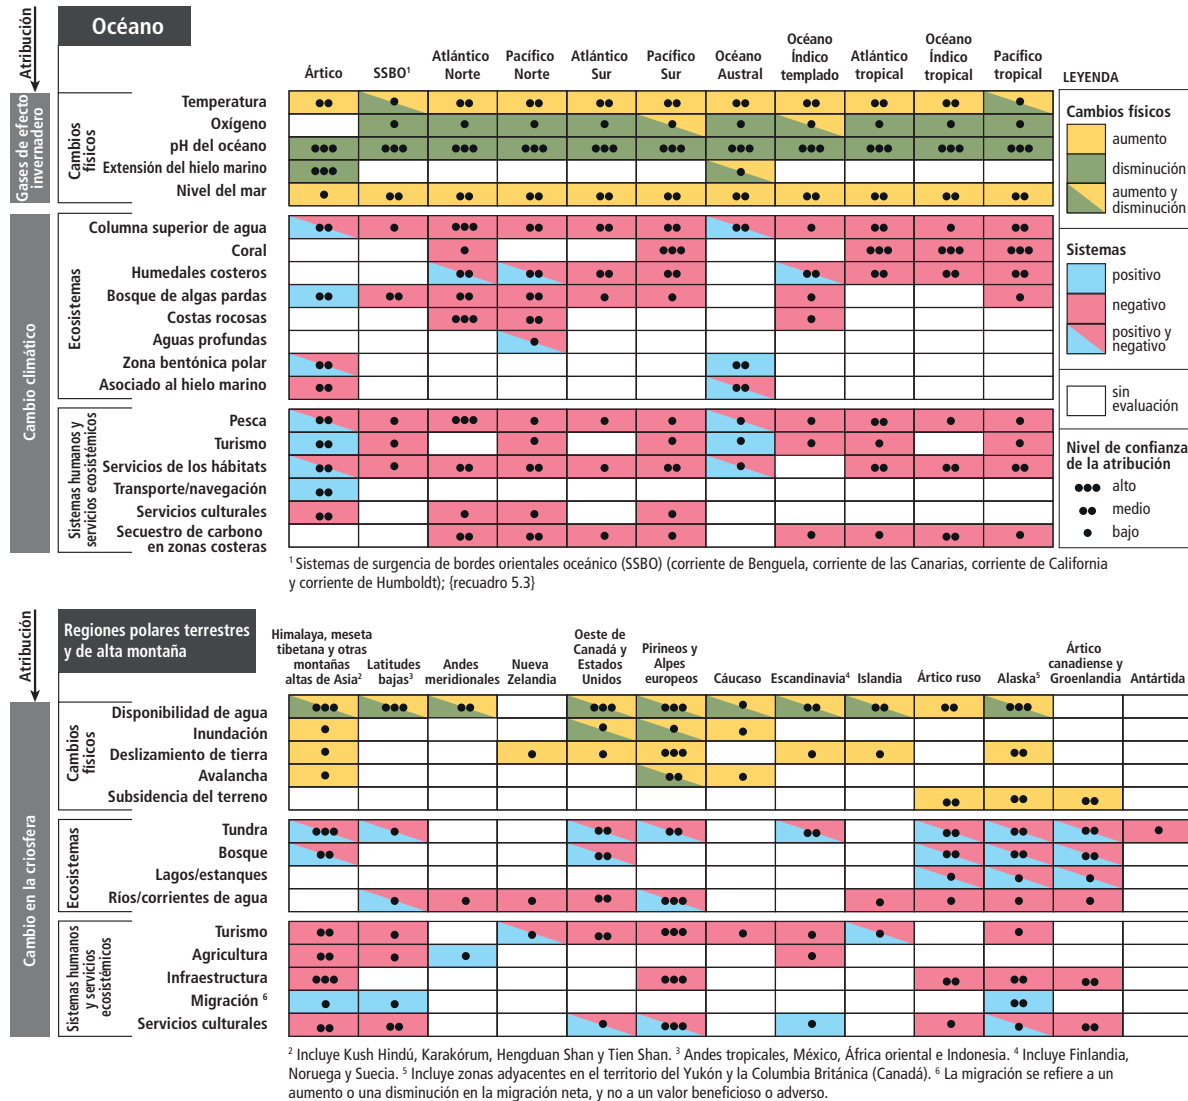 Atribución
Océano
Ártico
SSBO¹
Atlántico
Norte
Pacífico
Norte
Atlántico
Sur
Pacífico
Sur
Océano
Austral
Océano
Índico
templado
Atlántico
tropical
Océano
Índico
tropical
Pacífico
tropical
Gases de efecto
invernadero
Cambios
físicos
Temperatura
Oxígeno
pH del océano
Extensión del hielo marino
Nivel del mar
Cambio climático
Ecosistemas
Columna superior de agua
Coral
Humedales costeros
Bosque de algas pardas
Costas rocosas
Aguas profundas
Zona bentónica polar
Asociado al hielo marino
Sistemas humanos y
servicios ecosistémicos
Pesca
Turismo
Servicios de los hábitats
Transporte/navegación
Servicios culturales
Secuestro de carbono
en zonas costeras
LEYENDA
Cambios físicos
aumento
disminución
aumento y
disminución
Sistemas
positivo
negativo
positivo y
negativo
sin
evaluación
Nivel de confianza
de la atribución
alto
medio
bajo
¹ Sistemas de surgencia de bordes orientales oceánico (SSBO) (corriente de Benguela, corriente de las Canarias, corriente de California
y corriente de Humboldt); {recuadro 5.3}
Atribución
Regiones polares terrestres
y de alta montaña
Himalaya, meseta
tibetana y otras
montañas
altas de Asia²
Latitudes
bajas³
Andes
meridionales
Nueva
Zelandia
Oeste de
Canadá y
Estados
Unidos
Pirineos y
Alpes
europeos
Cáucaso
Escandinavia⁴
Islandia
Ártico ruso
Alaska⁵
Ártico
canadiense y
Groenlandia
Antártida
Cambio en la criosfera
Cambios
físicos
Disponibilidad de agua
Inundación
Deslizamiento de tierra
Avalancha
Subsidencia del terreno
Ecosistemas
Tundra
Bosque
Lagos/estanques
Ríos/corrientes de agua
Sistemas humanos
y servicios
ecosistémicos
Turismo
Agricultura
Infraestructura
Migración ⁶
Servicios culturales
² Incluye Kush Hindú, Karakórum, Hengduan Shan y Tien Shan. ³ Andes tropicales, México, África oriental e Indonesia. ⁴ Incluye Finlandia,
Noruega y Suecia. ⁵ Incluye zonas adyacentes en el territorio del Yukón y la Columbia Británica (Canadá). ⁶ La migración se refiere a un
aumento o una disminución en la migración neta, y no a un valor beneficioso o adverso.